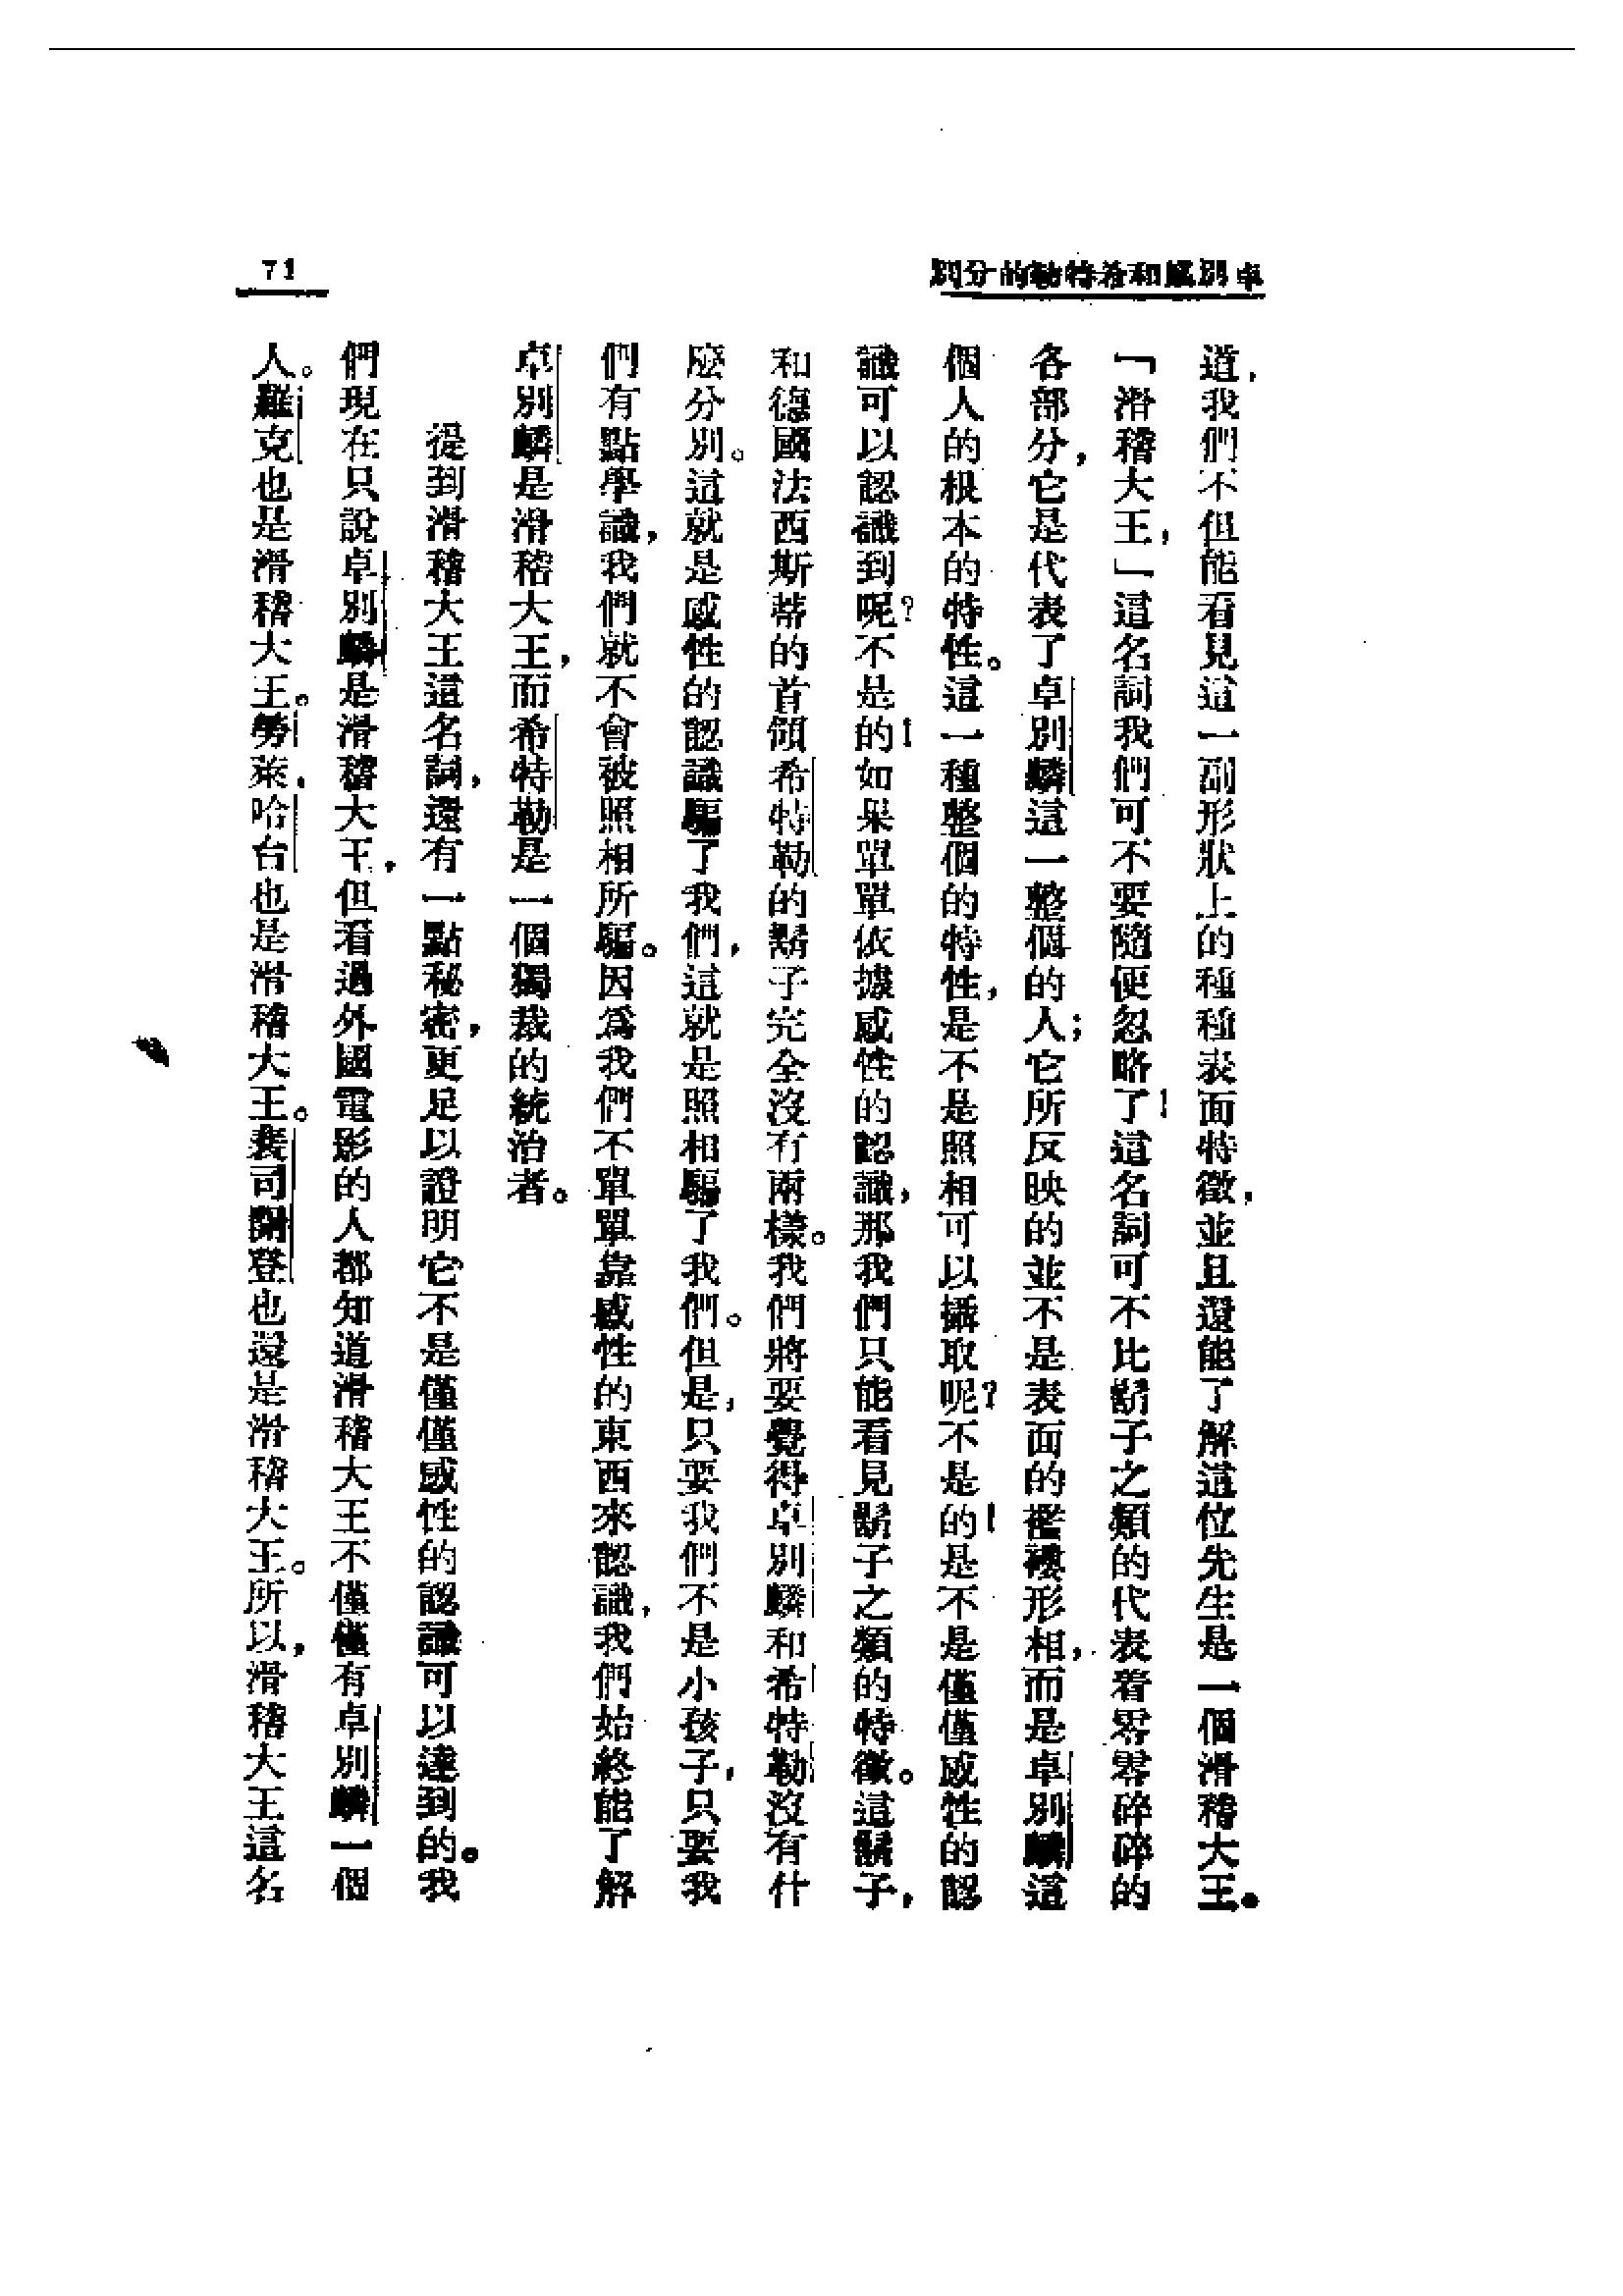 卓別麟和希特勒的分別
71
道，我們不但能看見這一副形狀上的種種表面特徵，並且還能了解這位先生是一個滑稽大王。
「滑稽大王，」這名詞我們可不要隨便忽略了！這名詞可不比鬍子之類的代表着零零碎碎的
各部分，它是代表了卓別麟這一整個的人；它所反映的並不是表面的襤褸形相，而是卓別麟這
個人的根本的特性。這一種整個的特性，是不是照相可以攝取呢？不是的！是不是僅僅感性的認
識可以認識到呢？不是的！如果單單依據感性的認識，那我們只能看見鬍子之類的特徵。這鬍子，
和德國法西斯蒂的首領希特勒的鬍子完全沒有兩樣。我們將要覺得卓別麟和希特勒沒有什
麼分別。這就是感性的認識騙了我們，這就是照相騙了我們。但是，只要我們不是小孩子，只要我
們有點學識，我們就不會被照相所騙。因爲我們不單單靠感性的東西來認識，我們始終能了解
卓別麟是滑稽大王，而希特勒是一個獨裁的統治者。
提到滑稽大王這名詞，還有一點秘密，更足以證明它不是僅僅感性的認識可以達到的。我
們現在只說卓別麟是滑稽大王，但看過外國電影的人都知道滑稽大王不僅僅有卓別麟一個
人。羅克也是滑稽大王。勞萊，哈台也是滑稽大王。裴司開登也還是滑稽大王。所以，滑稽大王這名